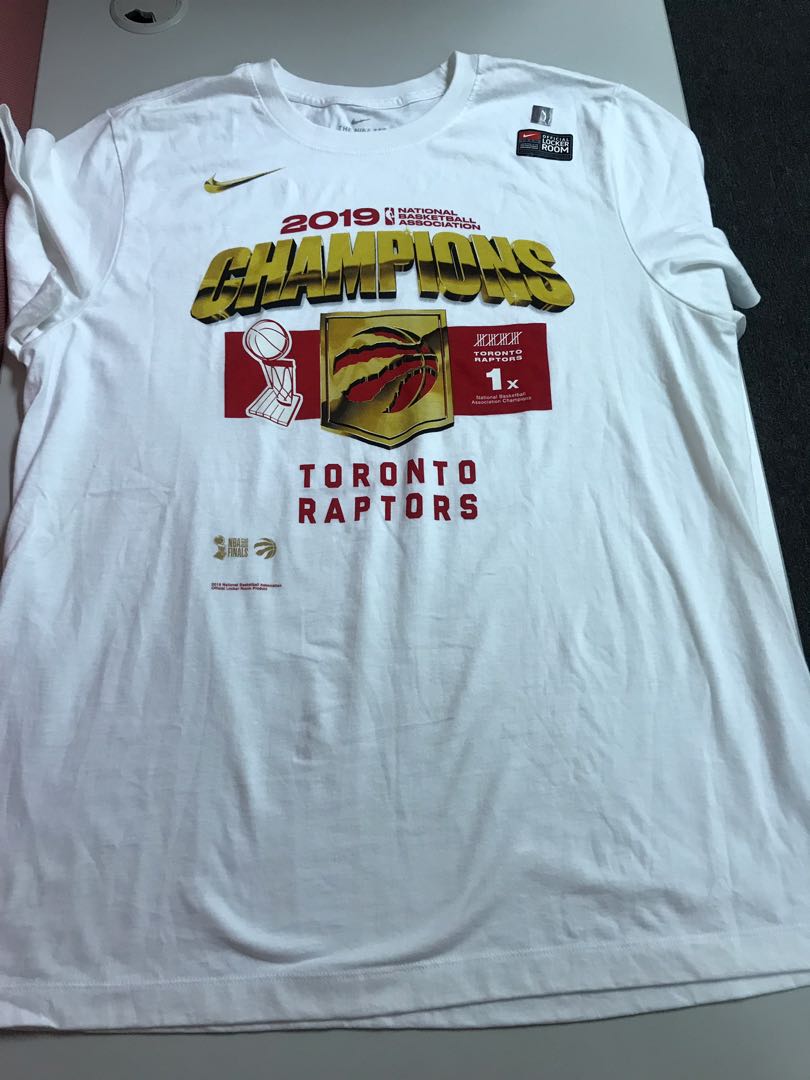 OFFICIAL
LOCKER
ROOM
2019 NATIONAL
BASKETBALL
ASSOCIATION
CHAMPIONS
TORONTO
RAPTORS
1x
National Basketball
Association Champions
TORONTO
RAPTORS
NBA
FINALS
2019 National Basketball Association
Official Locker Room Product